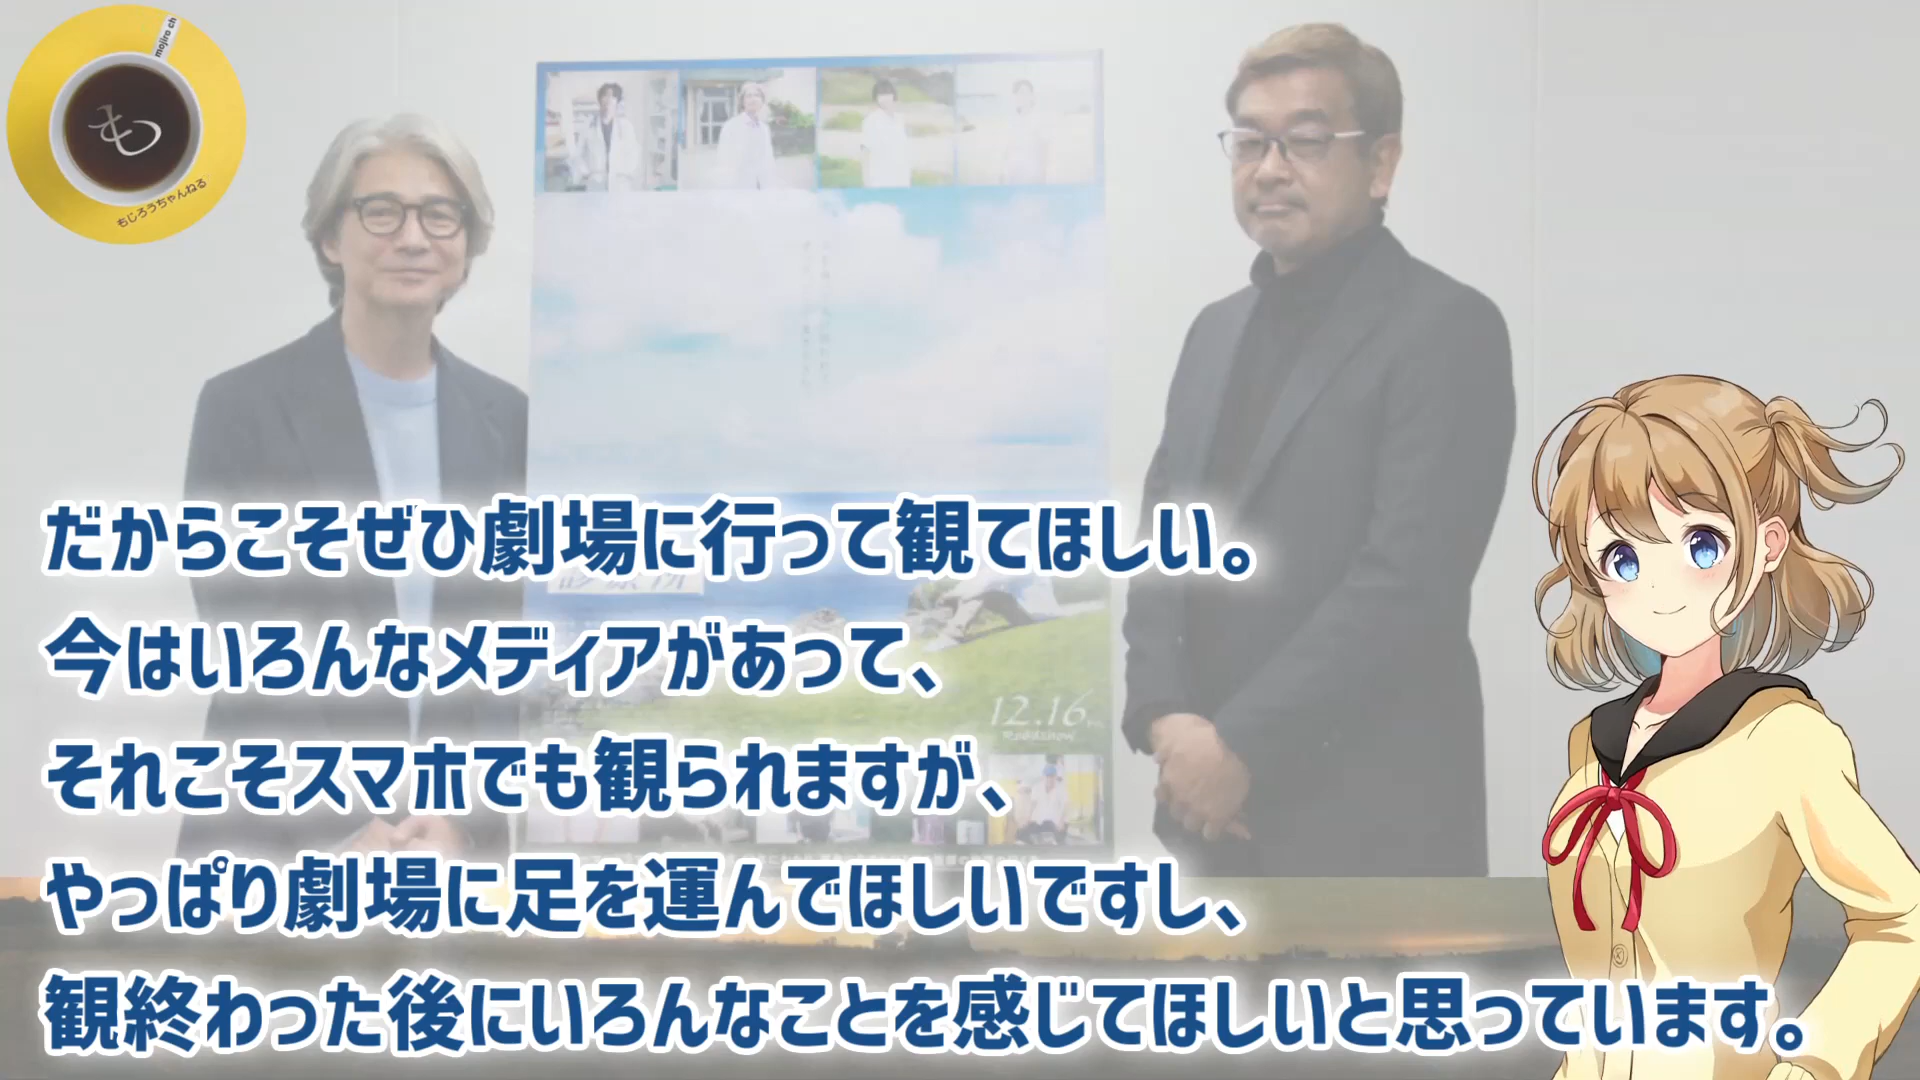 mojiro ch
も
もじろうちゃんねる
12.16
Roadshow
診療所
だからこそぜひ劇場に行って観てほしい。
今はいろんなメディアがあって、
それこそスマホでも観られますが、
やっぱり劇場に足を運んでほしいですし、
観終わった後にいろんなことを感じてほしいと思っています。